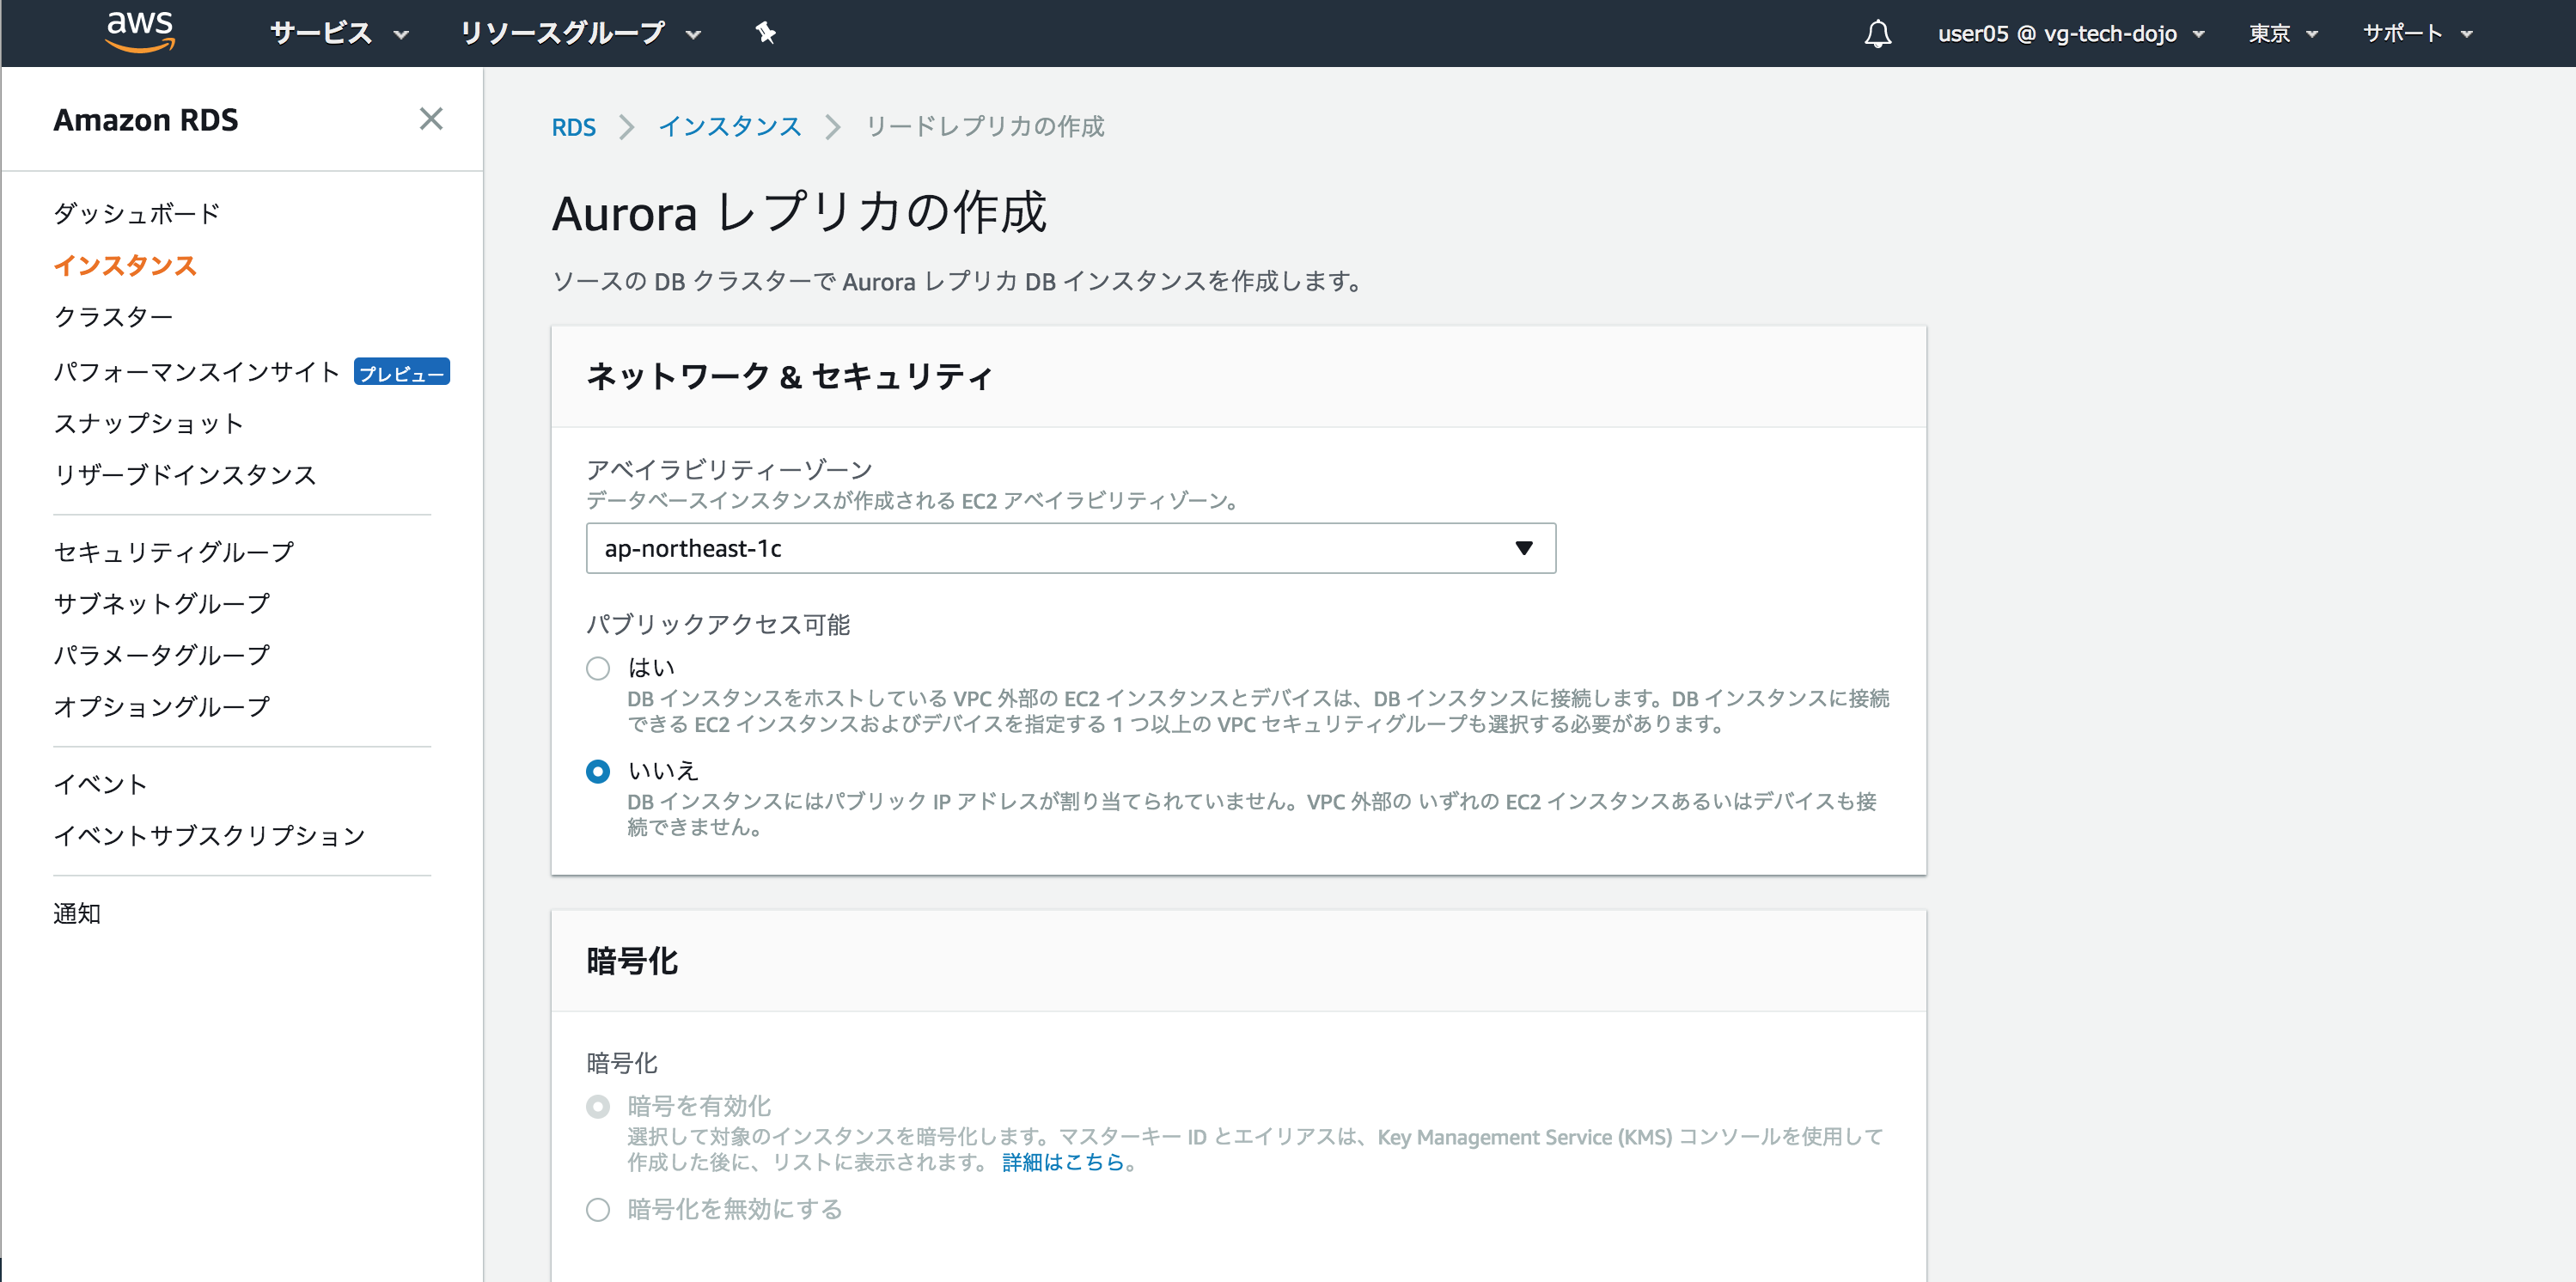 aws サービス リソースグループ user05 @ vg-tech-dojo 東京 サポート
Amazon RDS
ダッシュボード
インスタンス
クラスター
パフォーマンスインサイト プレビュー
スナップショット
リザーブドインスタンス
セキュリティグループ
サブネットグループ
パラメータグループ
オプショングループ
イベント
イベントサブスクリプション
通知
RDS インスタンス リードレプリカの作成
Aurora レプリカの作成
ソースの DB クラスターで Aurora レプリカ DB インスタンスを作成します。
ネットワーク & セキュリティ
アベイラビリティーゾーン
データベースインスタンスが作成される EC2 アベイラビリティゾーン。
ap-northeast-1c
パブリックアクセス可能
はい
DB インスタンスをホストしている VPC 外部の EC2 インスタンスとデバイスは、DB インスタンスに接続します。DB インスタンスに接続
できる EC2 インスタンスおよびデバイスを指定する 1 つ以上の VPC セキュリティグループも選択する必要があります。
いいえ
DB インスタンスにはパブリック IP アドレスが割り当てられていません。VPC 外部の いずれの EC2 インスタンスあるいはデバイスも接
続できません。
暗号化
暗号化
暗号を有効化
選択して対象のインスタンスを暗号化します。マスターキー ID とエイリアスは、Key Management Service (KMS) コンソールを使用して
作成した後に、リストに表示されます。 詳細はこちら。
暗号化を無効にする